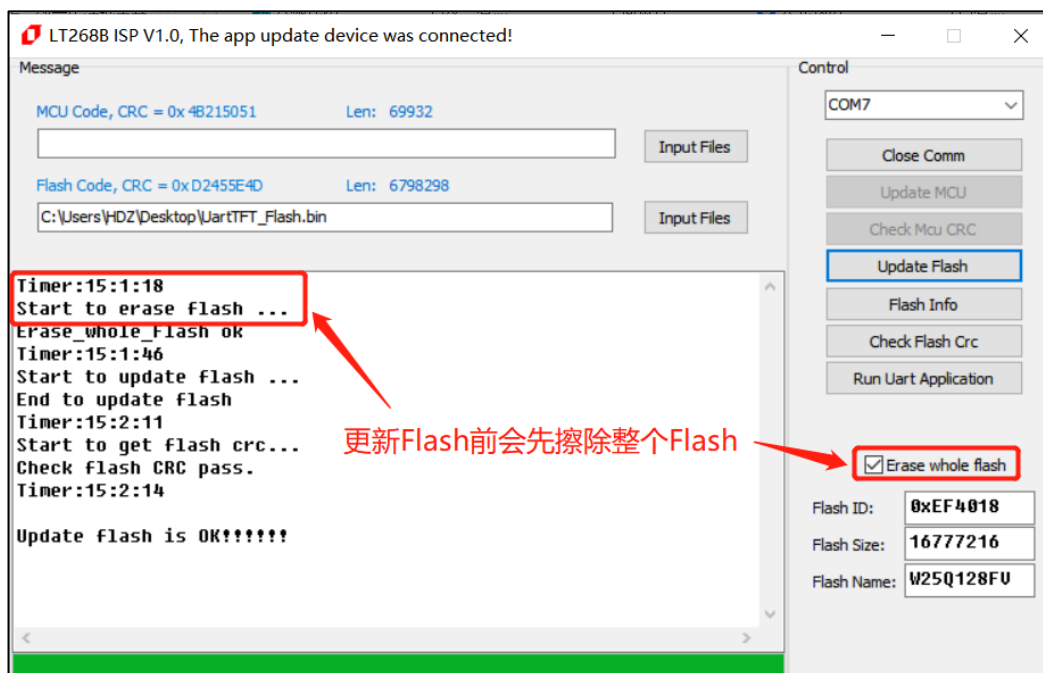 LT268B ISP V1.0, The app update device was connected!
Message
MCU Code, CRC = 0x 4B215051 Len: 69932
Input Files
Flash Code, CRC = 0xD2455E4D Len: 6798298
C:\Users\HDZ\Desktop\UartTFT_Flash.bin
Input Files
Timer:15:1:18
Start to erase flash ...
Erase_whole_Flash ok
Timer:15:1:46
Start to update flash ...
End to update flash
Timer:15:2:11
Start to get flash crc...
Check flash CRC pass.
Timer:15:2:14
Update flash is OK!!!!!!
更新Flash前会先擦除整个Flash
Control
COM7
Close Comm
Update MCU
Check Mcu CRC
Update Flash
Flash Info
Check Flash Crc
Run Uart Application
Erase whole flash
Flash ID: 0xEF4018
Flash Size: 16777216
Flash Name: W25Q128FV